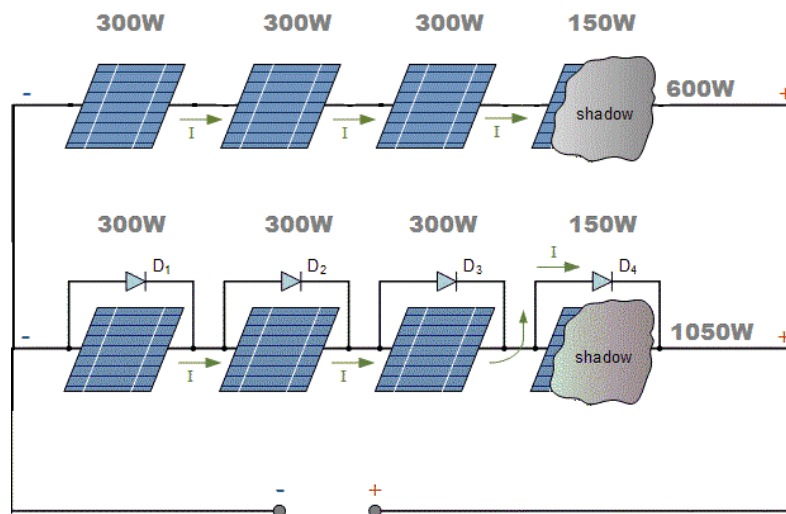 300W 300W 300W 150W
- 600W +
shadow
I I I
300W 300W 300W 150W
I
D1 D2 D3 D4
- 1050W +
shadow
I I
- +